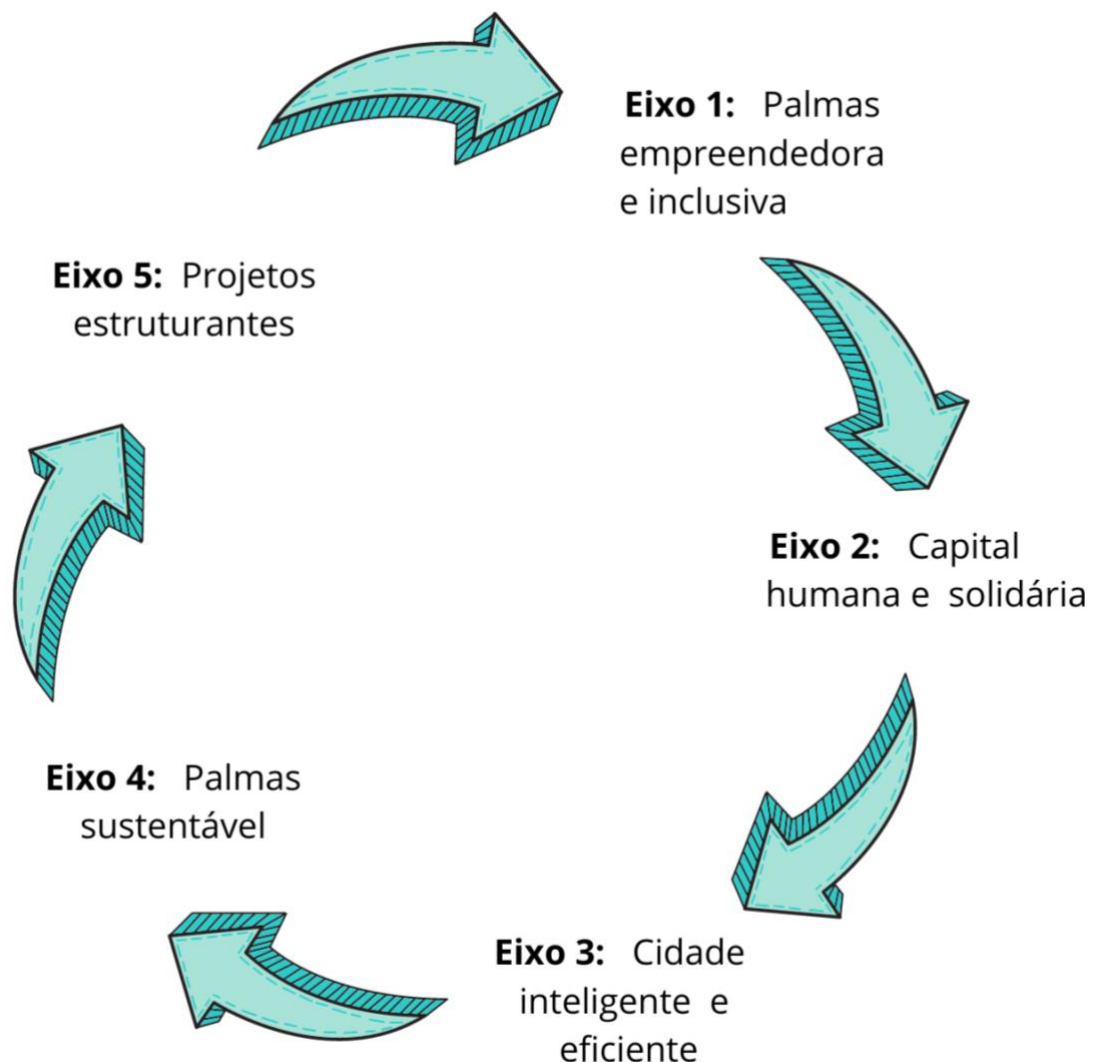 Eixo 1: Palmas
empreendedora
e inclusiva
Eixo 2: Capital
humana e solidária
Eixo 3: Cidade
inteligente e
eficiente
Eixo 4: Palmas
sustentável
Eixo 5: Projetos
estruturantes